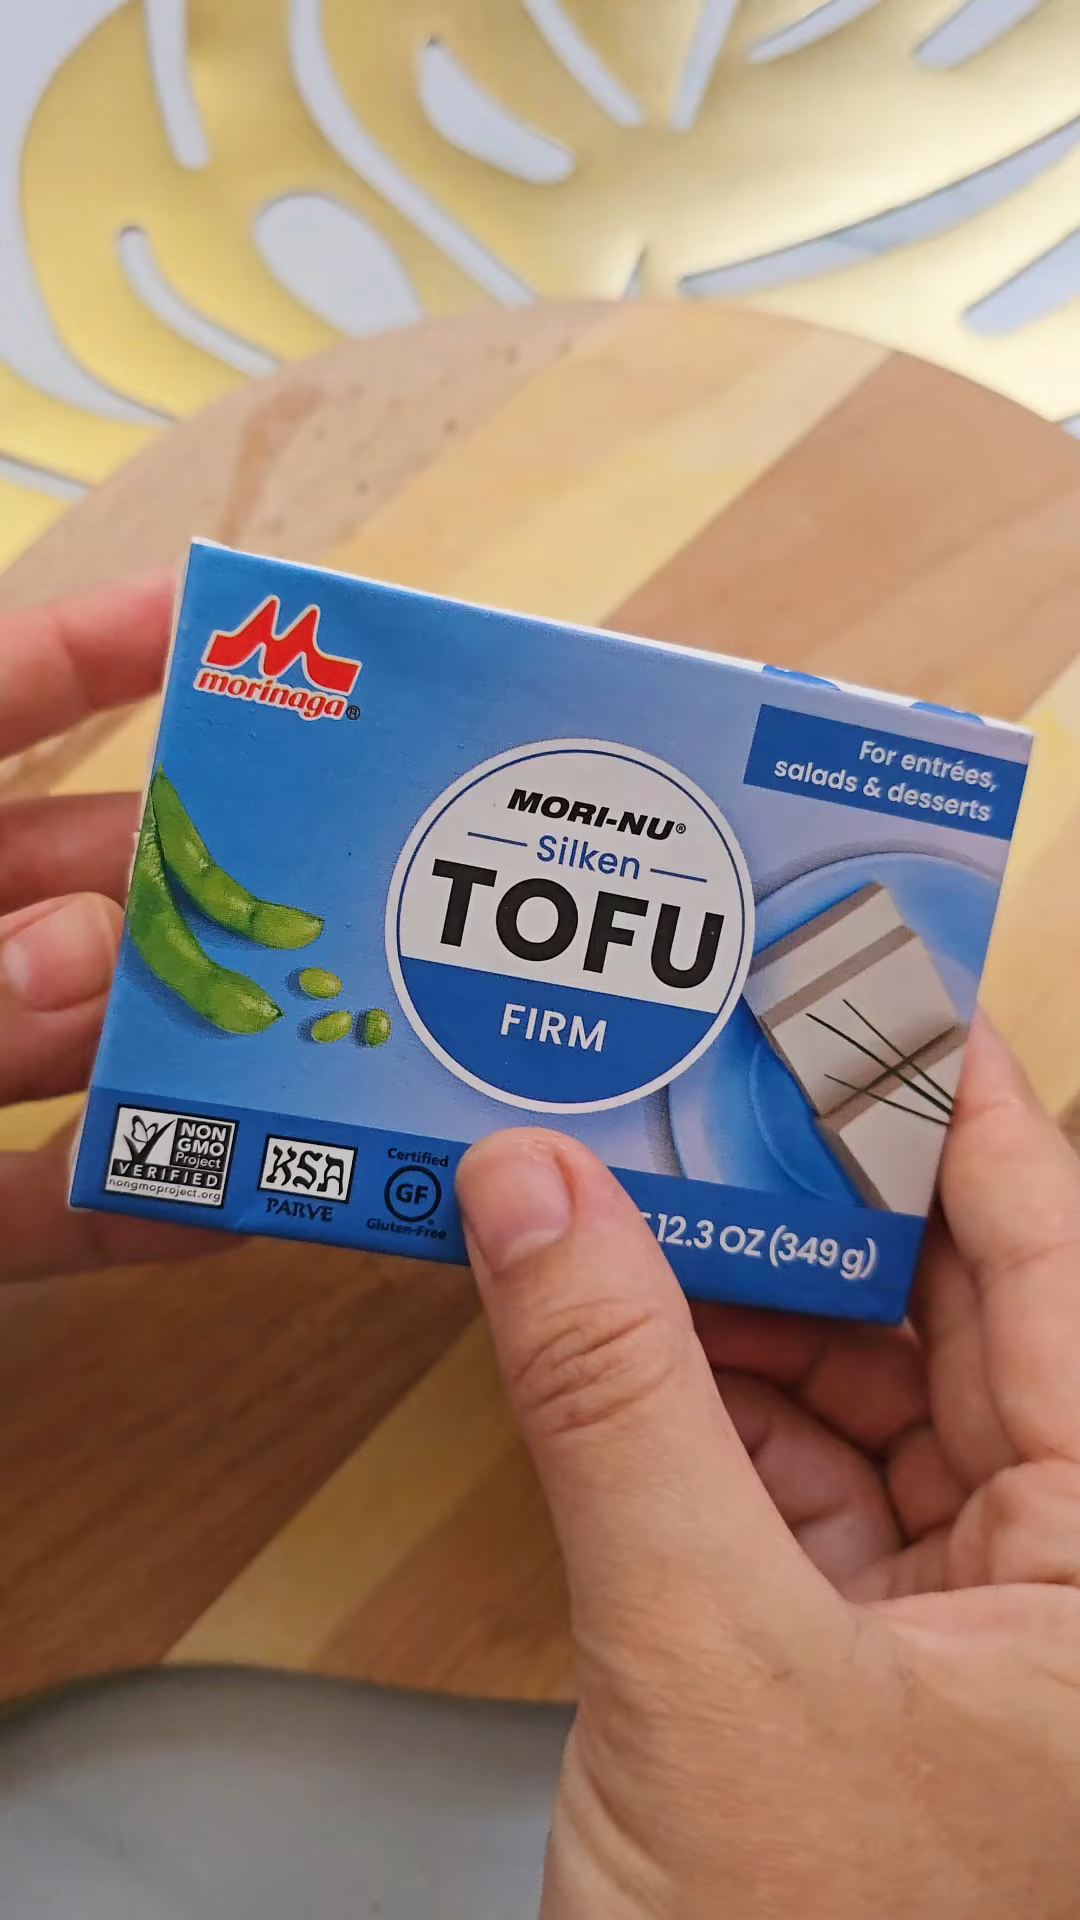 morinaga®
For entrées,
salads & desserts
MORI-NU®
Silken
TOFU
FIRM
NON
GMO
Project
VERIFIED
nongmoproject.org
KSA
PARVE
Certified
GF
Gluten-Free
12.3 OZ (349g)